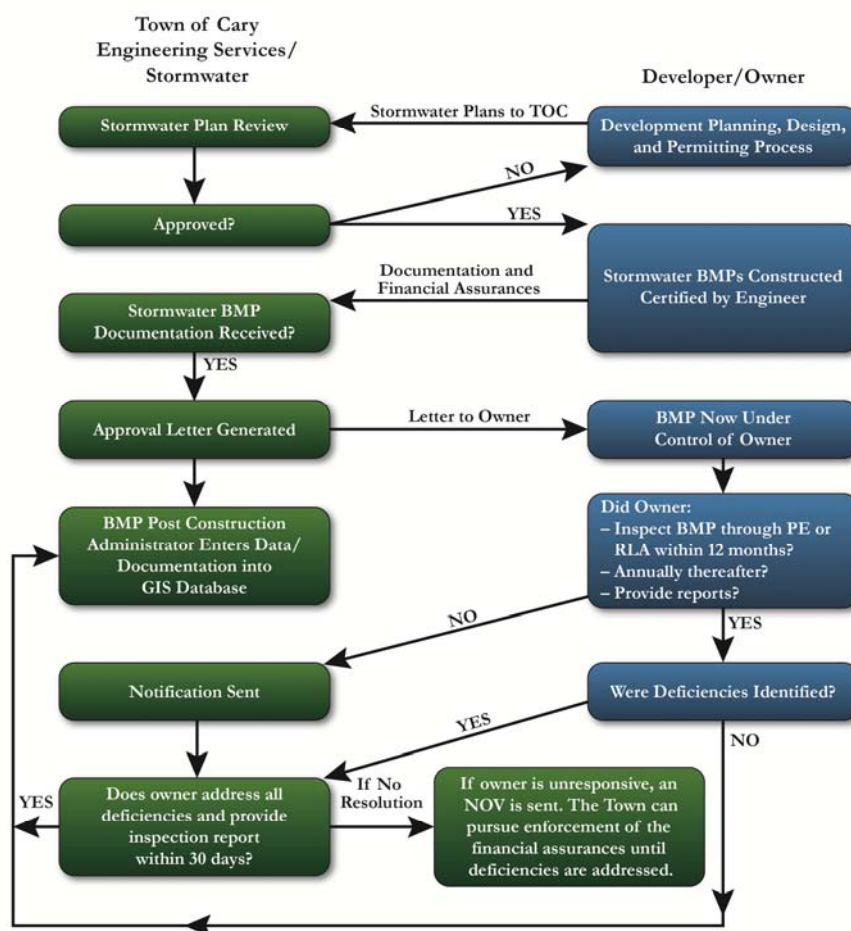 Town of Cary
Engineering Services/
Stormwater
Developer/Owner
Stormwater Plan Review
Stormwater Plans to TOC
Development Planning, Design,
and Permitting Process
NO
Approved?
YES
Stormwater BMPs Constructed
Certified by Engineer
Documentation and
Financial Assurances
Stormwater BMP
Documentation Received?
YES
Approval Letter Generated
Letter to Owner
BMP Now Under
Control of Owner
BMP Post Construction
Administrator Enters Data/
Documentation into
GIS Database
Did Owner:
– Inspect BMP through PE or
RLA within 12 months?
– Annually thereafter?
– Provide reports?
NO
YES
Notification Sent
Were Deficiencies Identified?
YES
NO
YES
Does owner address all
deficiencies and provide
inspection report
within 30 days?
If No
Resolution
If owner is unresponsive, an
NOV is sent. The Town can
pursue enforcement of the
financial assurances until
deficiencies are addressed.